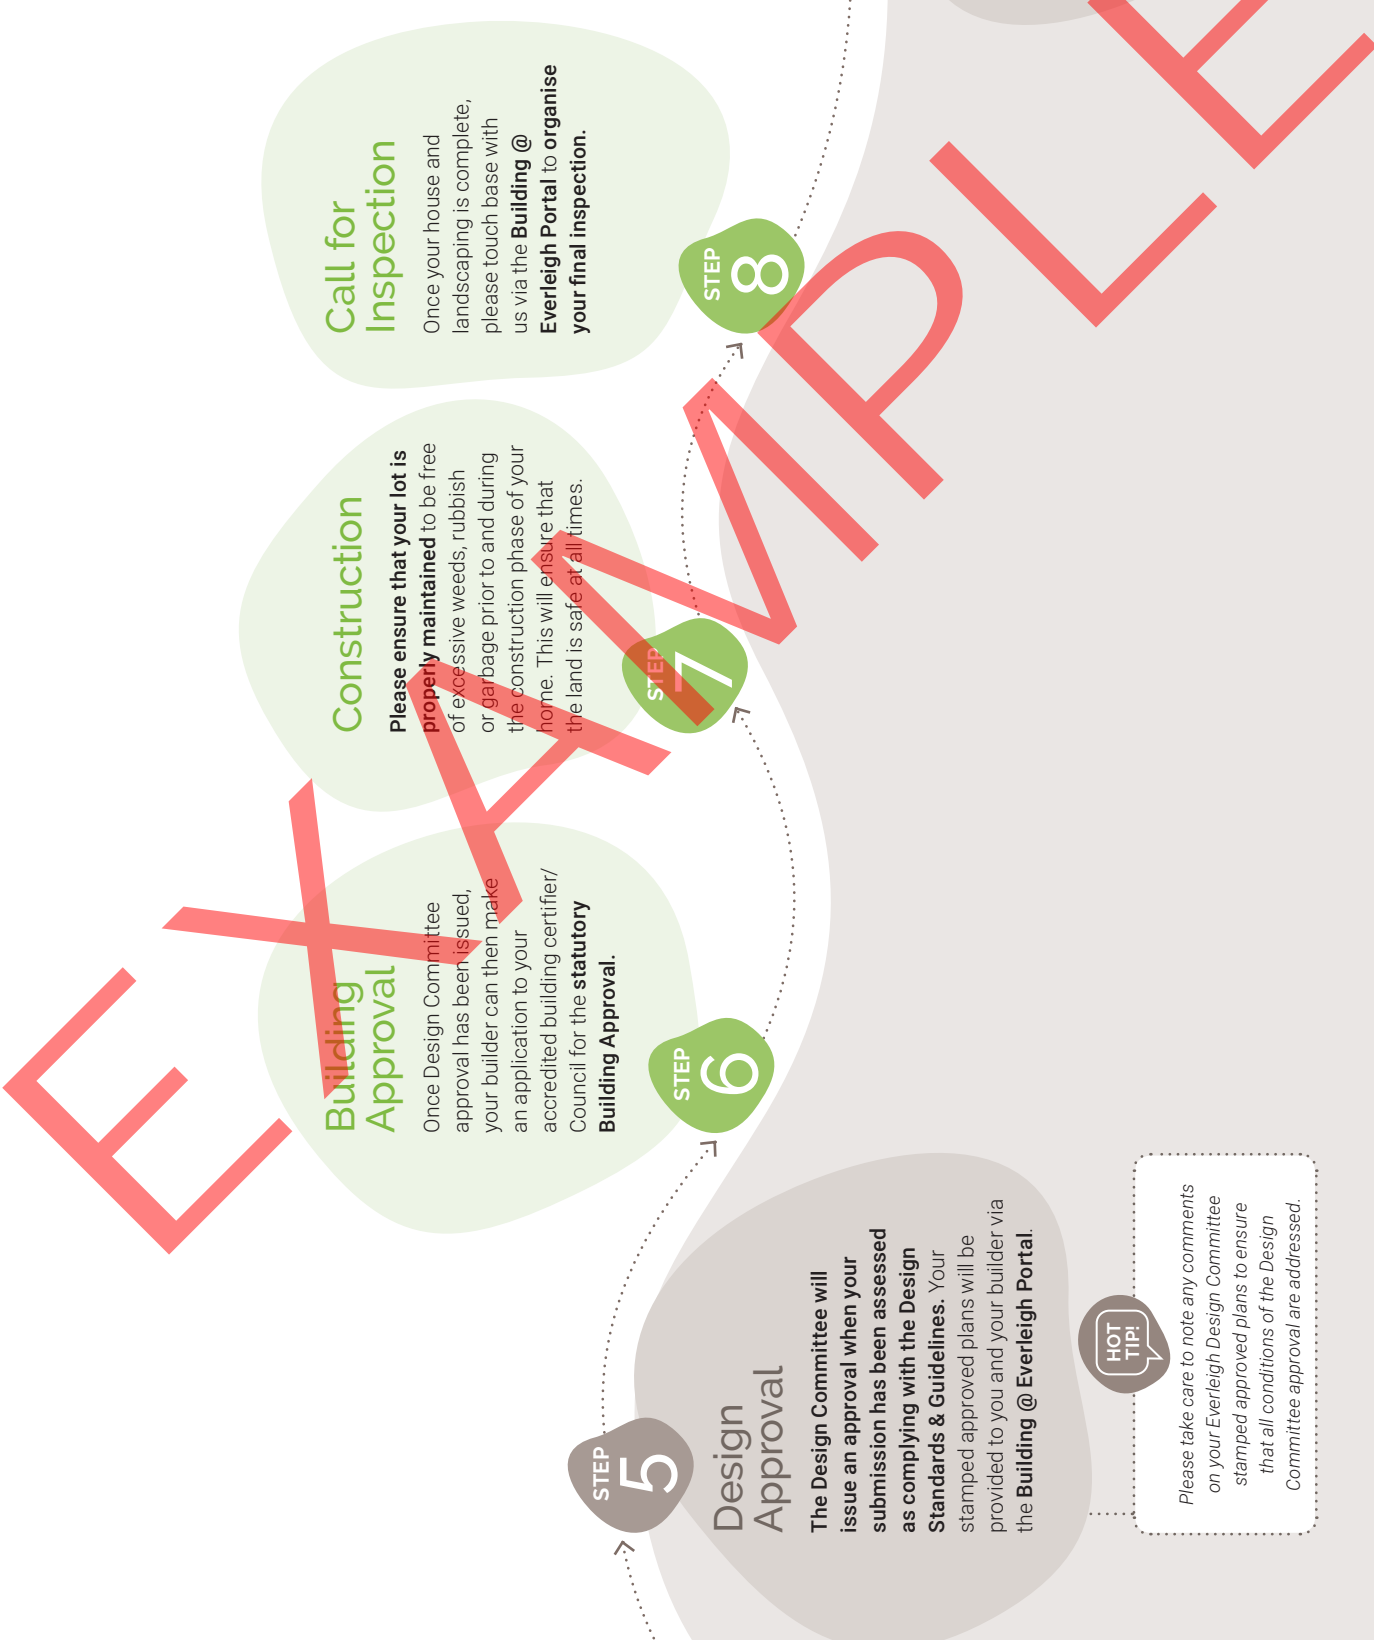 STEP
5
Design
Approval
The Design Committee will
issue an approval when your
submission has been assessed
as complying with the Design
Standards & Guidelines. Your
stamped approved plans will be
provided to you and your builder via
the Building @ Everleigh Portal.
HOT
TIP!
Please take care to note any comments
on your Everleigh Design Committee
stamped approved plans to ensure
that all conditions of the Design
Committee approval are addressed.
Building
Approval
Once Design Committee
approval has been issued,
your builder can then make
an application to your
accredited building certifier/
Council for the statutory
Building Approval.
STEP
6
Construction
Please ensure that your lot is
properly maintained to be free
of excessive weeds, rubbish
or garbage prior to and during
the construction phase of your
home. This will ensure that
the land is safe at all times.
STEP
7
Call for
Inspection
Once your house and
landscaping is complete,
please touch base with
us via the Building @
Everleigh Portal to organise
your final inspection.
STEP
8
EXAMPLE